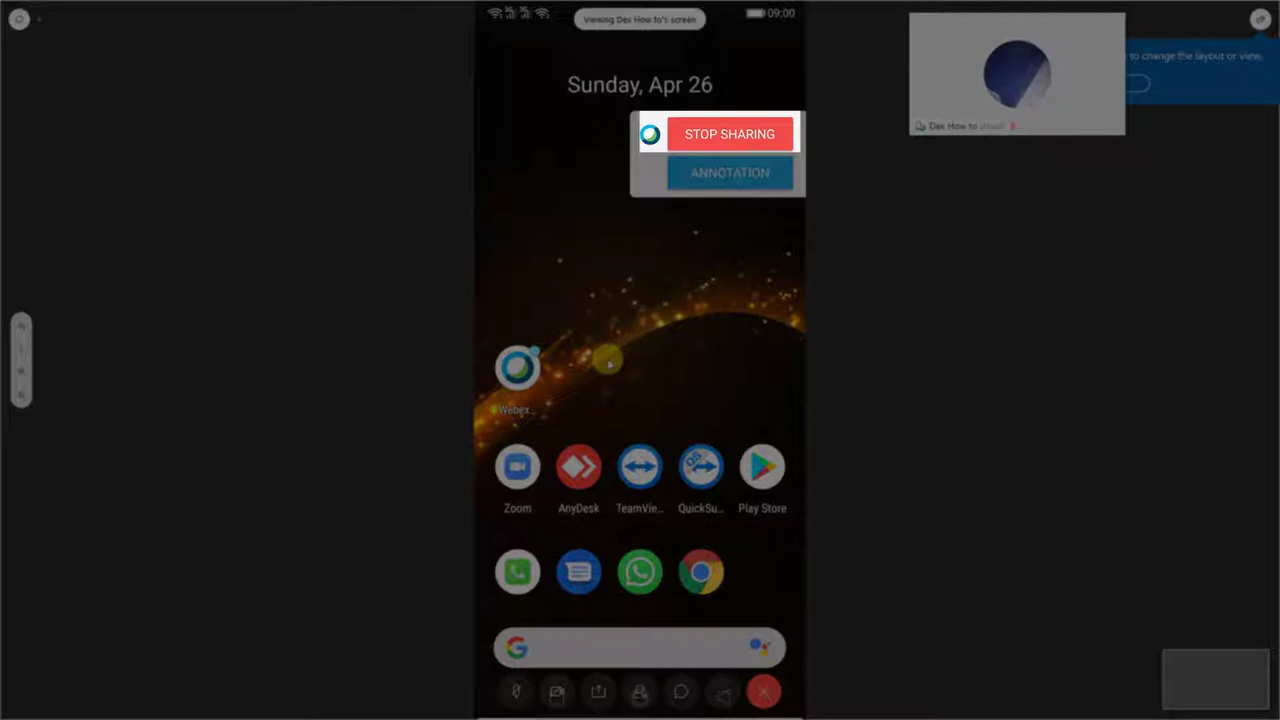 Viewing Dex How to's screen
09:00
to change the layout or view.
Sunday, Apr 26
Dex How to
STOP SHARING
ANNOTATION
Webex...
Zoom
AnyDesk
TeamVie...
QuickSu...
Play Store